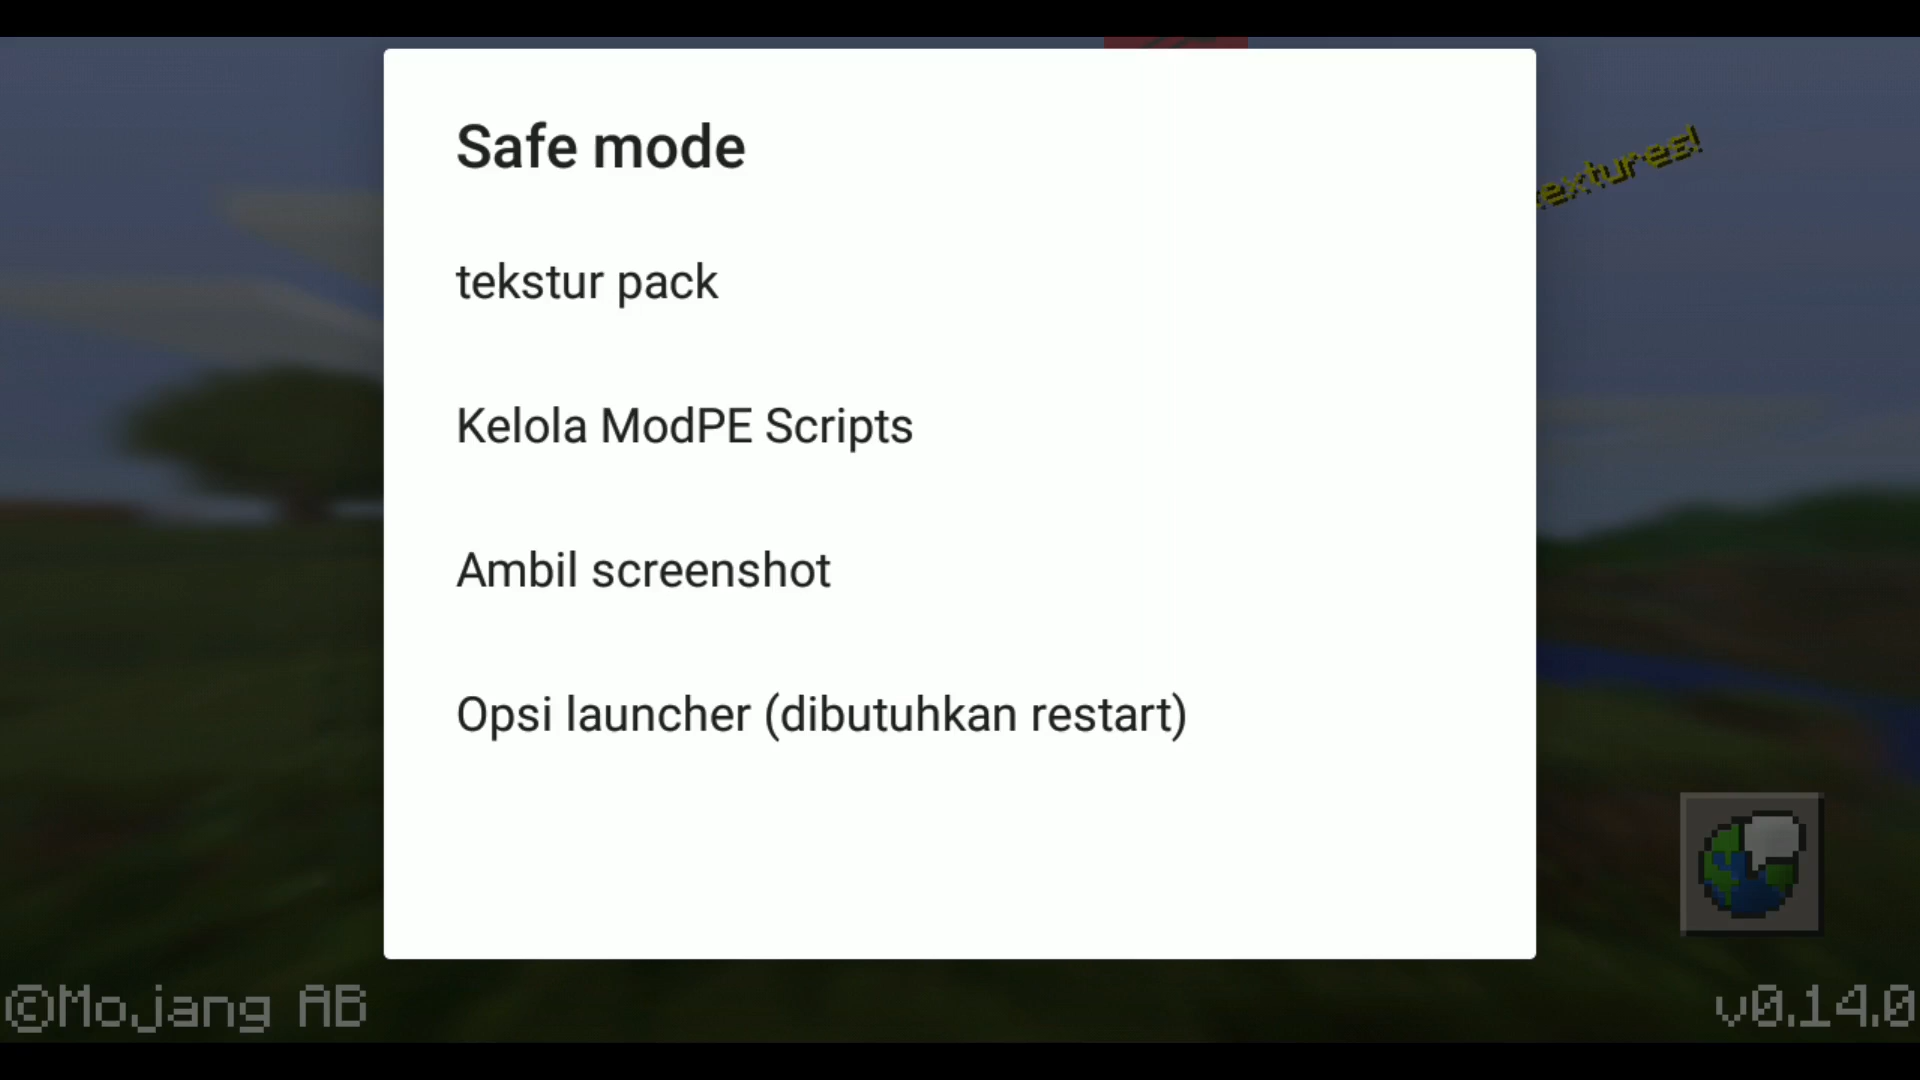 Safe mode
extures!
tekstur pack
Kelola ModPE Scripts
Ambil screenshot
Opsi launcher (dibutuhkan restart)
©Mojang AB
v0.14.0